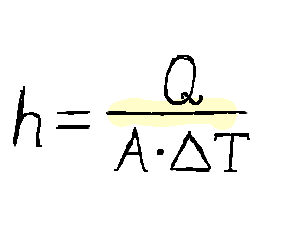 h = Q / A · ΔT